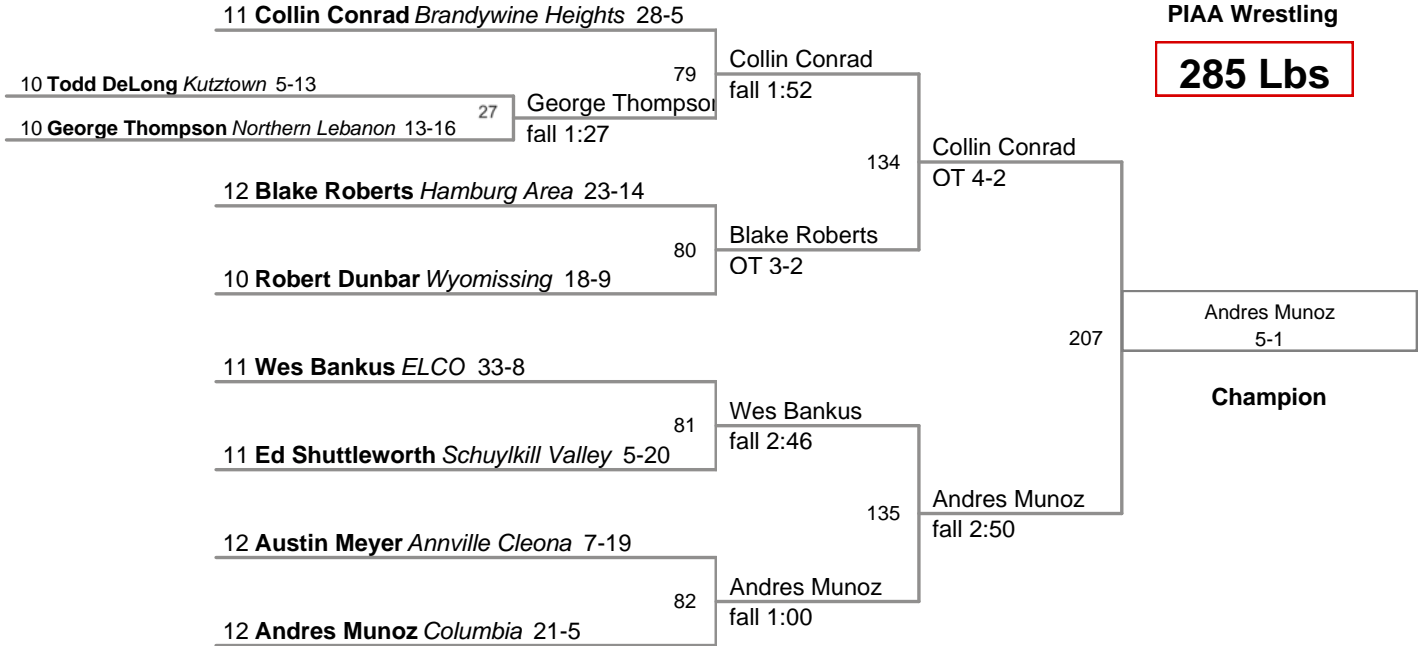 11 Collin Conrad Brandywine Heights 28-5
PIAA Wrestling
285 Lbs
79
Collin Conrad
fall 1:52
10 Todd DeLong Kutztown 5-13
27
George Thompson
fall 1:27
10 George Thompson Northern Lebanon 13-16
134
Collin Conrad
OT 4-2
12 Blake Roberts Hamburg Area 23-14
80
Blake Roberts
OT 3-2
10 Robert Dunbar Wyomissing 18-9
207
Andres Munoz
5-1
Champion
11 Wes Bankus ELCO 33-8
81
Wes Bankus
fall 2:46
11 Ed Shuttleworth Schuylkill Valley 5-20
135
Andres Munoz
fall 2:50
12 Austin Meyer Annville Cleona 7-19
82
Andres Munoz
fall 1:00
12 Andres Munoz Columbia 21-5